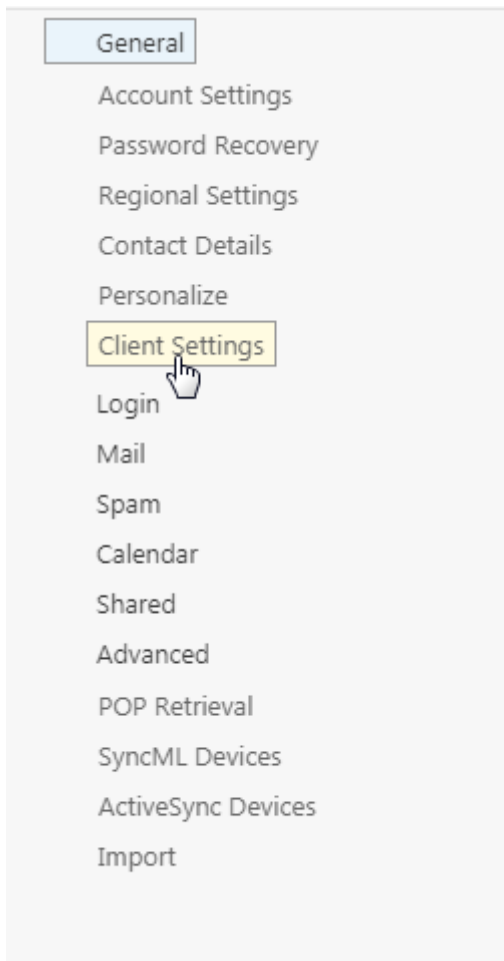 General
Account Settings
Password Recovery
Regional Settings
Contact Details
Personalize
Client Settings
Login
Mail
Spam
Calendar
Shared
Advanced
POP Retrieval
SyncML Devices
ActiveSync Devices
Import